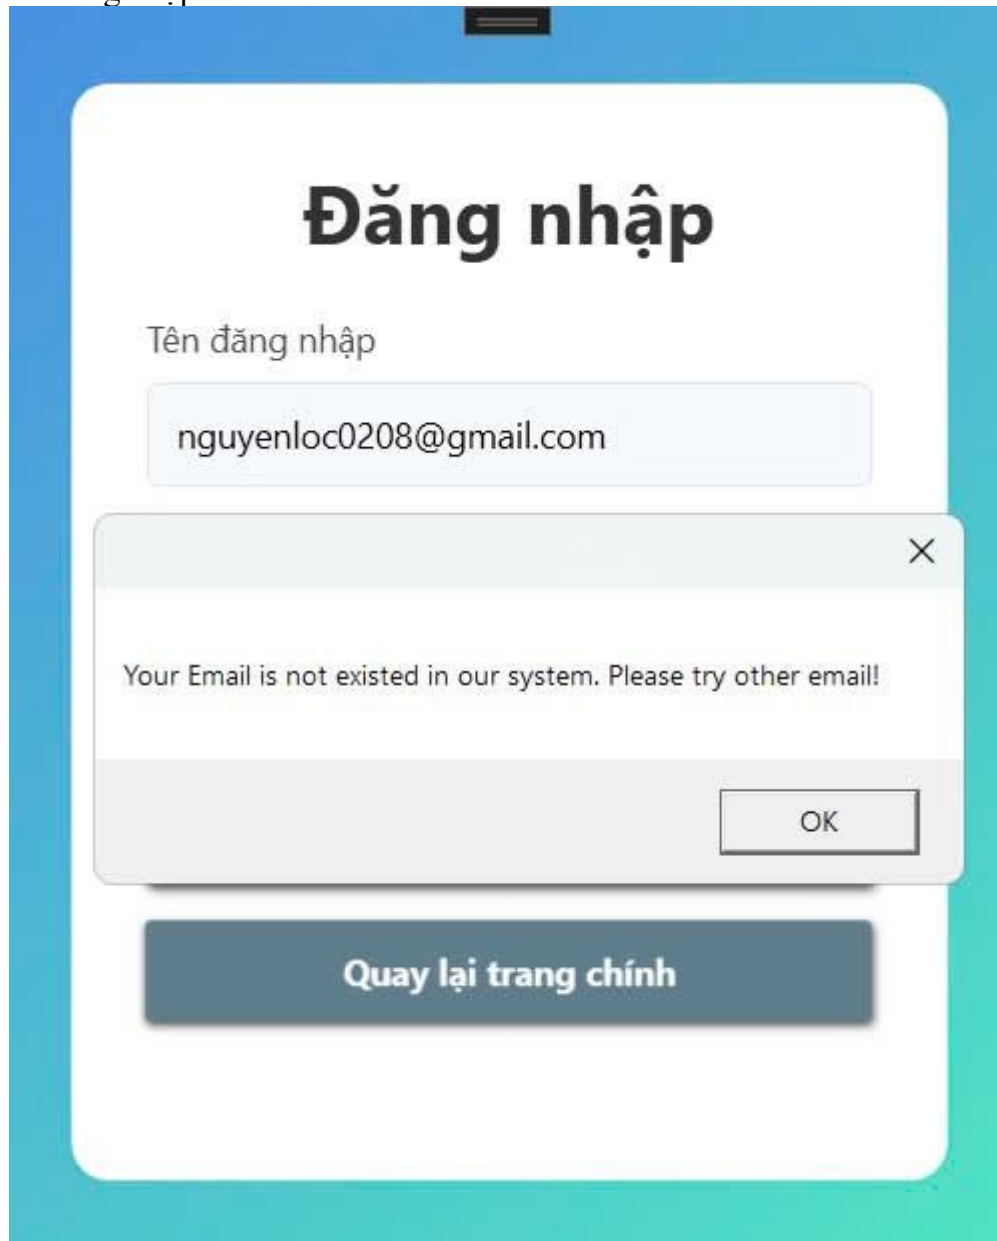 Đăng nhập
Tên đăng nhập
nguyenloc0208@gmail.com
Your Email is not existed in our system. Please try other email!
OK
Quay lại trang chính